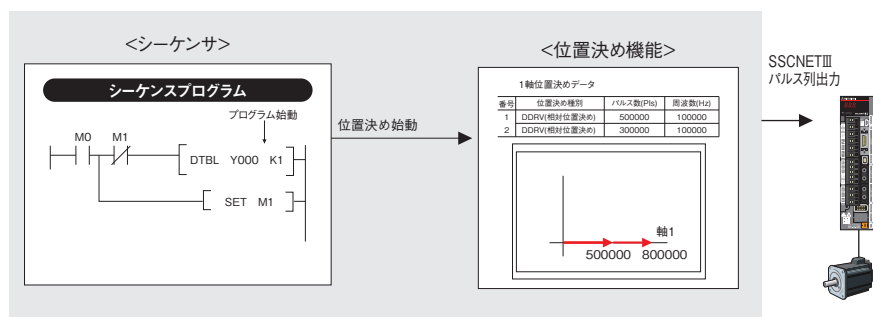 <シーケンサ>
シーケンスプログラム
プログラム始動
M0 M1
DTBL Y000 K1
SET M1
位置決め始動
<位置決め機能>
1軸位置決めデータ
番号 位置決め種別 パルス数(Pls) 周波数(Hz)
1 DDRV(相対位置決め) 500000 100000
2 DDRV(相対位置決め) 300000 100000
軸1
500000 800000
SSCNETⅢ
パルス列出力